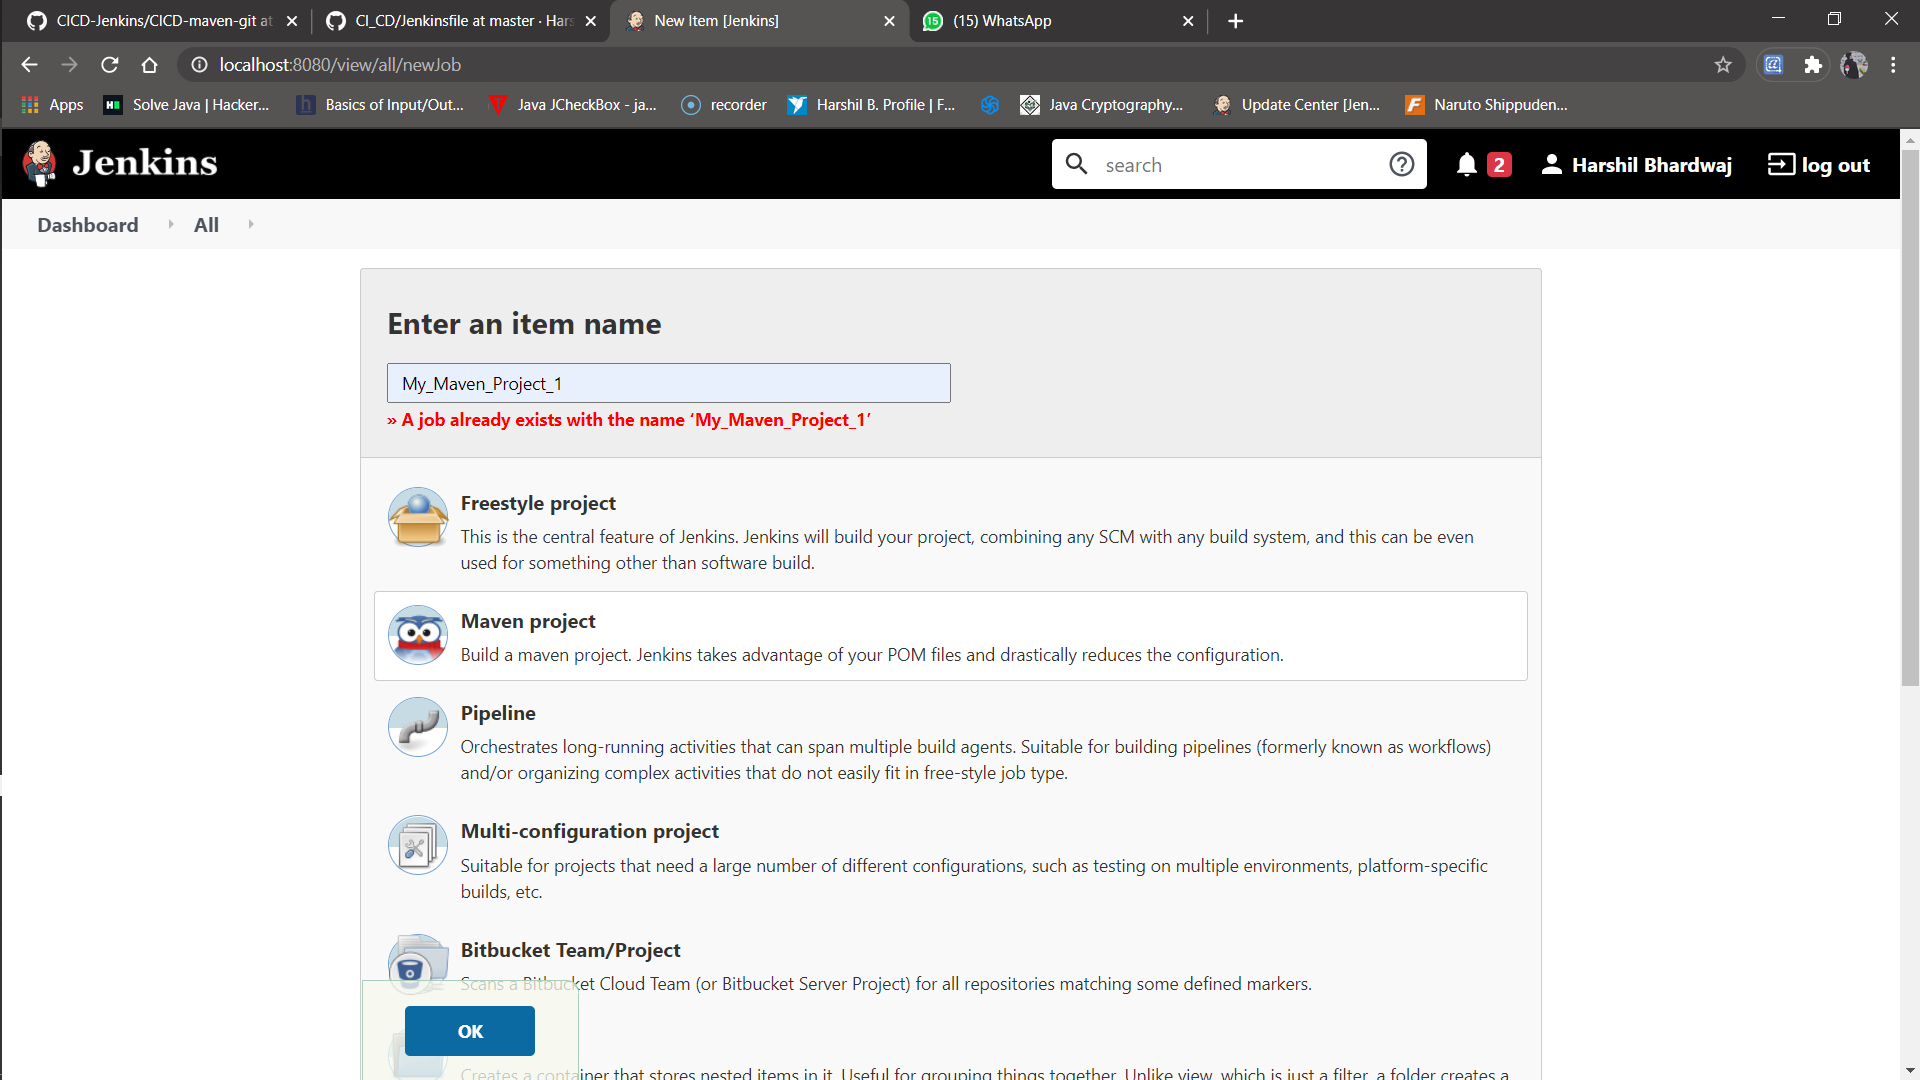 CICD-Jenkins/CICD-maven-git at
CI_CD/Jenkinsfile at master · Hars
New Item [Jenkins]
15
(15) WhatsApp
localhost:8080/view/all/newJob
Apps
Solve Java | Hacker...
Basics of Input/Out...
Java JCheckBox - ja...
recorder
Harshil B. Profile | F...
Java Cryptography...
Update Center [Jen...
Naruto Shippuden...
Jenkins
search
2
Harshil Bhardwaj
log out
Dashboard
All
Enter an item name
My_Maven_Project_1
» A job already exists with the name ‘My_Maven_Project_1’
Freestyle project
This is the central feature of Jenkins. Jenkins will build your project, combining any SCM with any build system, and this can be even
used for something other than software build.
Maven project
Build a maven project. Jenkins takes advantage of your POM files and drastically reduces the configuration.
Pipeline
Orchestrates long-running activities that can span multiple build agents. Suitable for building pipelines (formerly known as workflows)
and/or organizing complex activities that do not easily fit in free-style job type.
Multi-configuration project
Suitable for projects that need a large number of different configurations, such as testing on multiple environments, platform-specific
builds, etc.
Bitbucket Team/Project
Scans a Bitbucket Cloud Team (or Bitbucket Server Project) for all repositories matching some defined markers.
OK
Creates a container that stores nested items in it. Useful for grouping things together. Unlike view, which is just a filter, a folder creates a